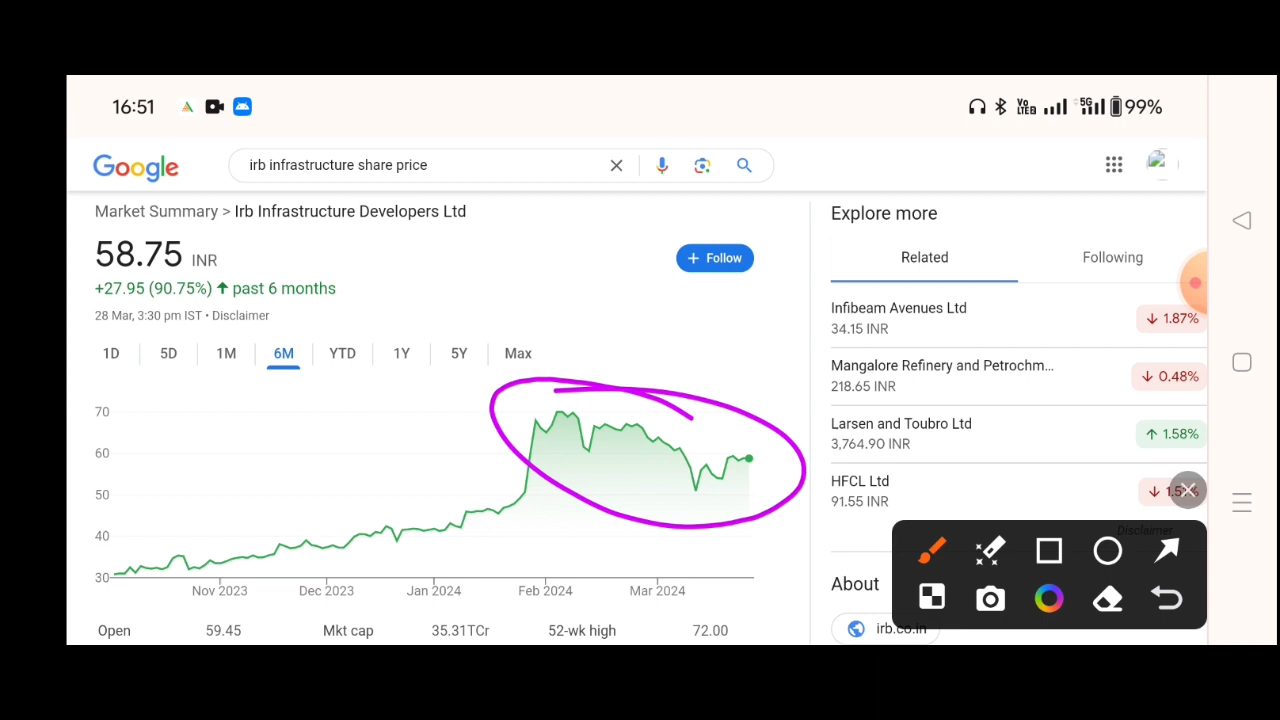 16:51
Vo LTE2 5G 99%
Google
irb infrastructure share price
Market Summary > Irb Infrastructure Developers Ltd
58.75 INR
+ Follow
+27.95 (90.75%) ↑ past 6 months
28 Mar, 3:30 pm IST • Disclaimer
1D 5D 1M 6M YTD 1Y 5Y Max
70
60
50
40
30
Nov 2023 Dec 2023 Jan 2024 Feb 2024 Mar 2024
Open 59.45 Mkt cap 35.31TCr 52-wk high 72.00
Explore more
Related Following
Infibeam Avenues Ltd
34.15 INR
↓ 1.87%
Mangalore Refinery and Petrochm...
218.65 INR
↓ 0.48%
Larsen and Toubro Ltd
3,764.90 INR
↑ 1.58%
HFCL Ltd
91.55 INR
Disclaimer
About
irb.co.in